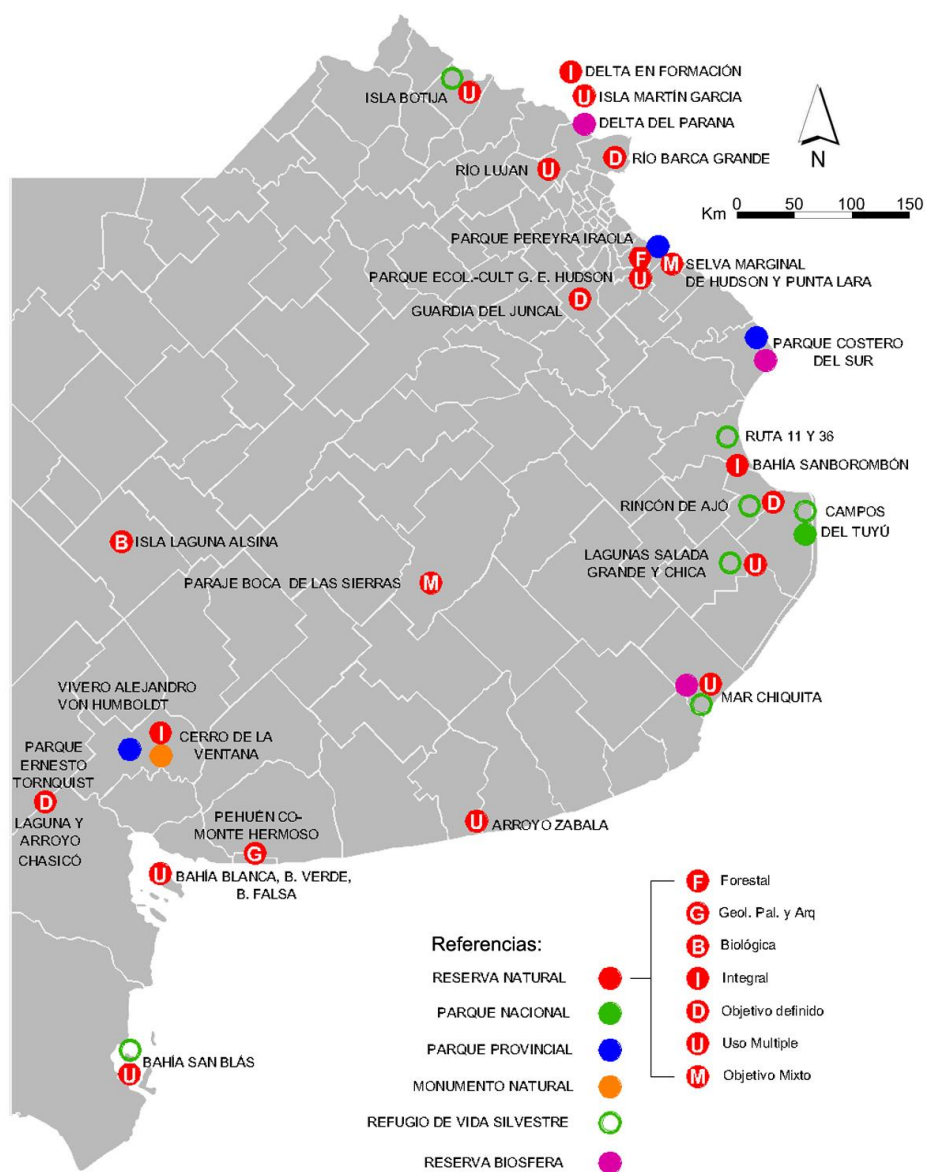 I DELTA EN FORMACIÓN
ISLA BOTIJA
U
U ISLA MARTÍN GARCIA
DELTA DEL PARANA
N
RÍO LUJAN U
D RÍO BARCA GRANDE
0 50 100 150
Km
PARQUE PEREYRA IRAOLA
F
M SELVA MARGINAL
DE HUDSON Y PUNTA LARA
PARQUE ECOL.-CULT G. E. HUDSON U
GUARDIA DEL JUNCAL D
PARQUE COSTERO
DEL SUR
RUTA 11 Y 36
I BAHÍA SANBOROMBÓN
RINCÓN DE AJÓ D
CAMPOS
DEL TUYÚ
B ISLA LAGUNA ALSINA
LAGUNAS SALADA
GRANDE Y CHICA U
PARAJE BOCA DE LAS SIERRAS M
U
MAR CHIQUITA
VIVERO ALEJANDRO
VON HUMBOLDT
I CERRO DE LA
VENTANA
PARQUE
ERNESTO
TORNQUIST
D
LAGUNA Y
ARROYO
CHASICÓ
PEHUÉN CO-
MONTE HERMOSO
G
U ARROYO ZABALA
U BAHÍA BLANCA, B. VERDE,
B. FALSA
BAHÍA SAN BLÁS
U
Referencias:
RESERVA NATURAL
PARQUE NACIONAL
PARQUE PROVINCIAL
MONUMENTO NATURAL
REFUGIO DE VIDA SILVESTRE
RESERVA BIOSFERA
F Forestal
G Geol. Pal. y Arq
B Biológica
I Integral
D Objetivo definido
U Uso Multiple
M Objetivo Mixto